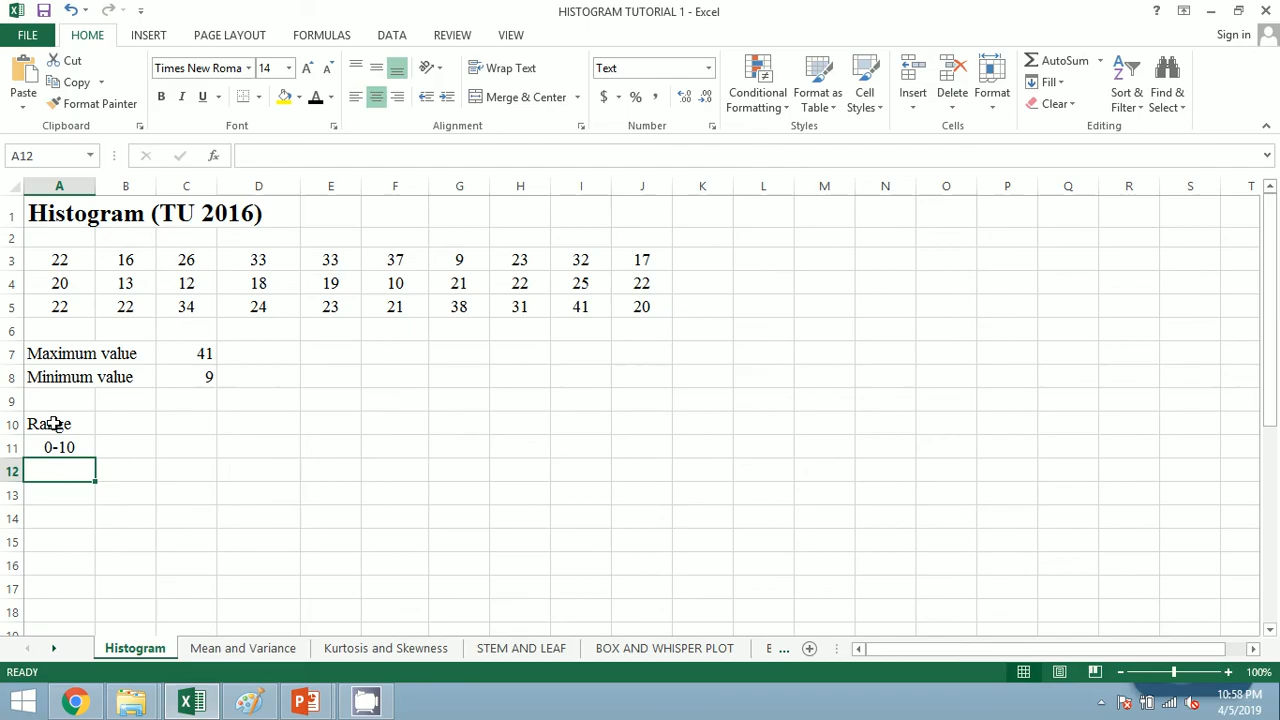 HISTOGRAM TUTORIAL 1 - Excel
FILE HOME INSERT PAGE LAYOUT FORMULAS DATA REVIEW VIEW Sign in
Paste Cut Copy Format Painter Clipboard
Times New Roma 14 B I U A Font
Wrap Text Merge & Center Alignment
Text $ % , Number
Conditional Formatting Format as Table Cell Styles Styles
Insert Delete Format Cells
AutoSum Fill Clear Sort & Filter Find & Select Editing
A12 fx
A B C D E F G H I J K L M N O P Q R S T
1 Histogram (TU 2016)
2
3 22 16 26 33 33 37 9 23 32 17
4 20 13 12 18 19 10 21 22 25 22
5 22 22 34 24 23 21 38 31 41 20
6
7 Maximum value 41
8 Minimum value 9
9
10 Range
11 0-10
12
13
14
15
16
17
18
Histogram Mean and Variance Kurtosis and Skewness STEM AND LEAF BOX AND WHISPER PLOT E ...
READY 100%
10:58 PM
4/5/2019